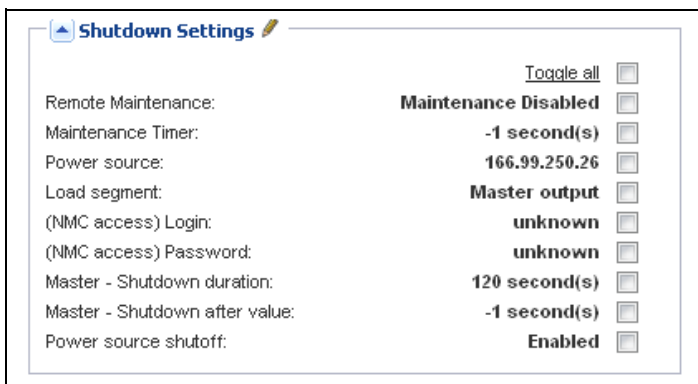 Shutdown Settings
Toggle all
Remote Maintenance: Maintenance Disabled
Maintenance Timer: -1 second(s)
Power source: 166.99.250.26
Load segment: Master output
(NMC access) Login: unknown
(NMC access) Password: unknown
Master - Shutdown duration: 120 second(s)
Master - Shutdown after value: -1 second(s)
Power source shutoff: Enabled